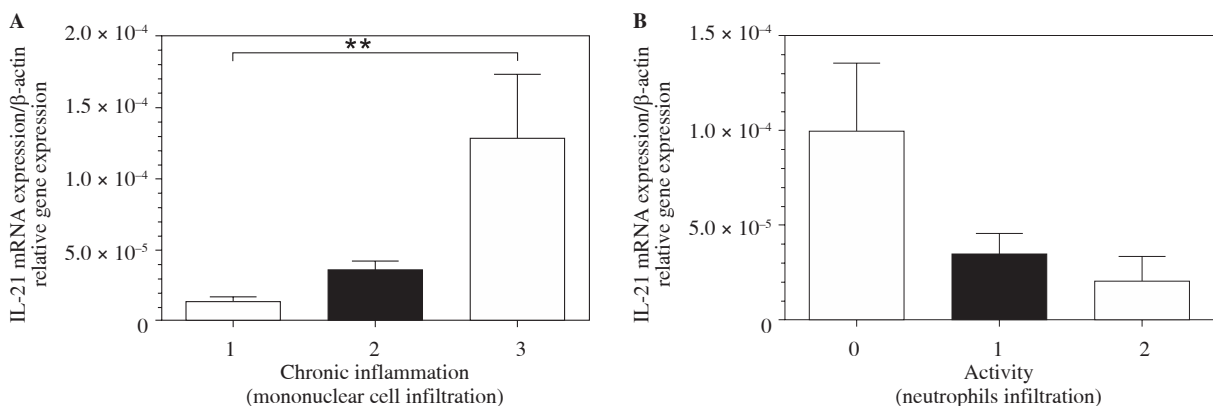 A
IL-21 mRNA expression/β-actin
relative gene expression
2.0 × 10⁻⁴
1.5 × 10⁻⁴
1.0 × 10⁻⁴
5.0 × 10⁻⁵
0
**
1 2 3
Chronic inflammation
(mononuclear cell infiltration)
B
IL-21 mRNA expression/β-actin
relative gene expression
1.5 × 10⁻⁴
1.0 × 10⁻⁴
5.0 × 10⁻⁵
0
0 1 2
Activity
(neutrophils infiltration)